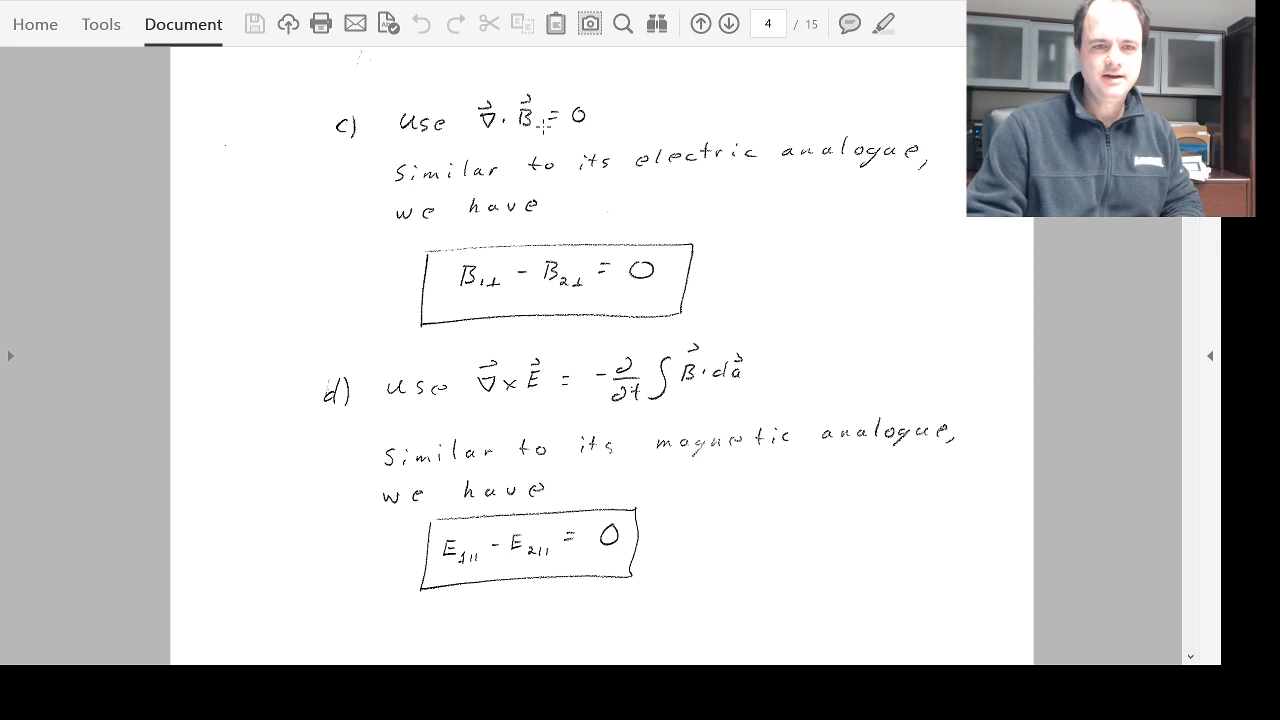 Home Tools Document 4 / 15
c) Use ∇⃗ · B⃗ = 0
Similar to its electric analogue,
we have
B₁⊥ - B₂⊥ = 0
d) Use ∇⃗ × E⃗ = -∂/∂t ∫ B⃗ · da⃗
Similar to its magnetic analogue,
we have
E₁∥ - E₂∥ = 0